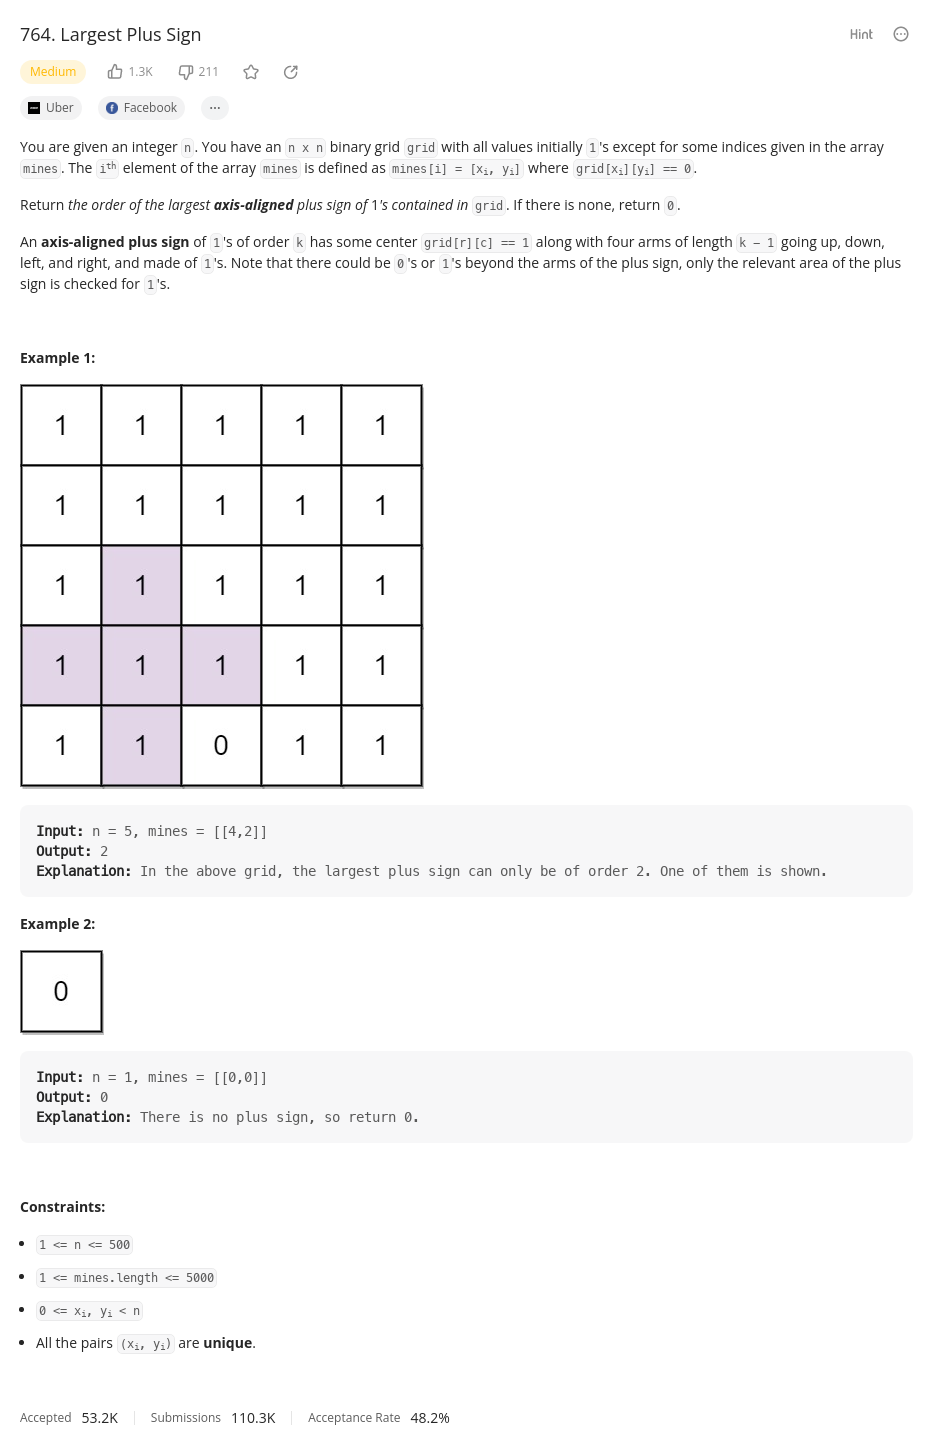 764. Largest Plus Sign
Hint
Medium 1.3K 211
Uber Facebook
You are given an integer n. You have an n x n binary grid grid with all values initially 1's except for some indices given in the array
mines. The iᵗʰ element of the array mines is defined as mines[i] = [xᵢ, yᵢ] where grid[xᵢ][yᵢ] == 0.
Return the order of the largest axis-aligned plus sign of 1's contained in grid. If there is none, return 0.
An axis-aligned plus sign of 1's of order k has some center grid[r][c] == 1 along with four arms of length k − 1 going up, down,
left, and right, and made of 1's. Note that there could be 0's or 1's beyond the arms of the plus sign, only the relevant area of the plus
sign is checked for 1's.
Example 1:
1 1 1 1 1
1 1 1 1 1
1 1 1 1 1
1 1 1 1 1
1 1 0 1 1
Input: n = 5, mines = [[4,2]]
Output: 2
Explanation: In the above grid, the largest plus sign can only be of order 2. One of them is shown.
Example 2:
0
Input: n = 1, mines = [[0,0]]
Output: 0
Explanation: There is no plus sign, so return 0.
Constraints:
1 <= n <= 500
1 <= mines.length <= 5000
0 <= xᵢ, yᵢ < n
All the pairs (xᵢ, yᵢ) are unique.
Accepted 53.2K Submissions 110.3K Acceptance Rate 48.2%